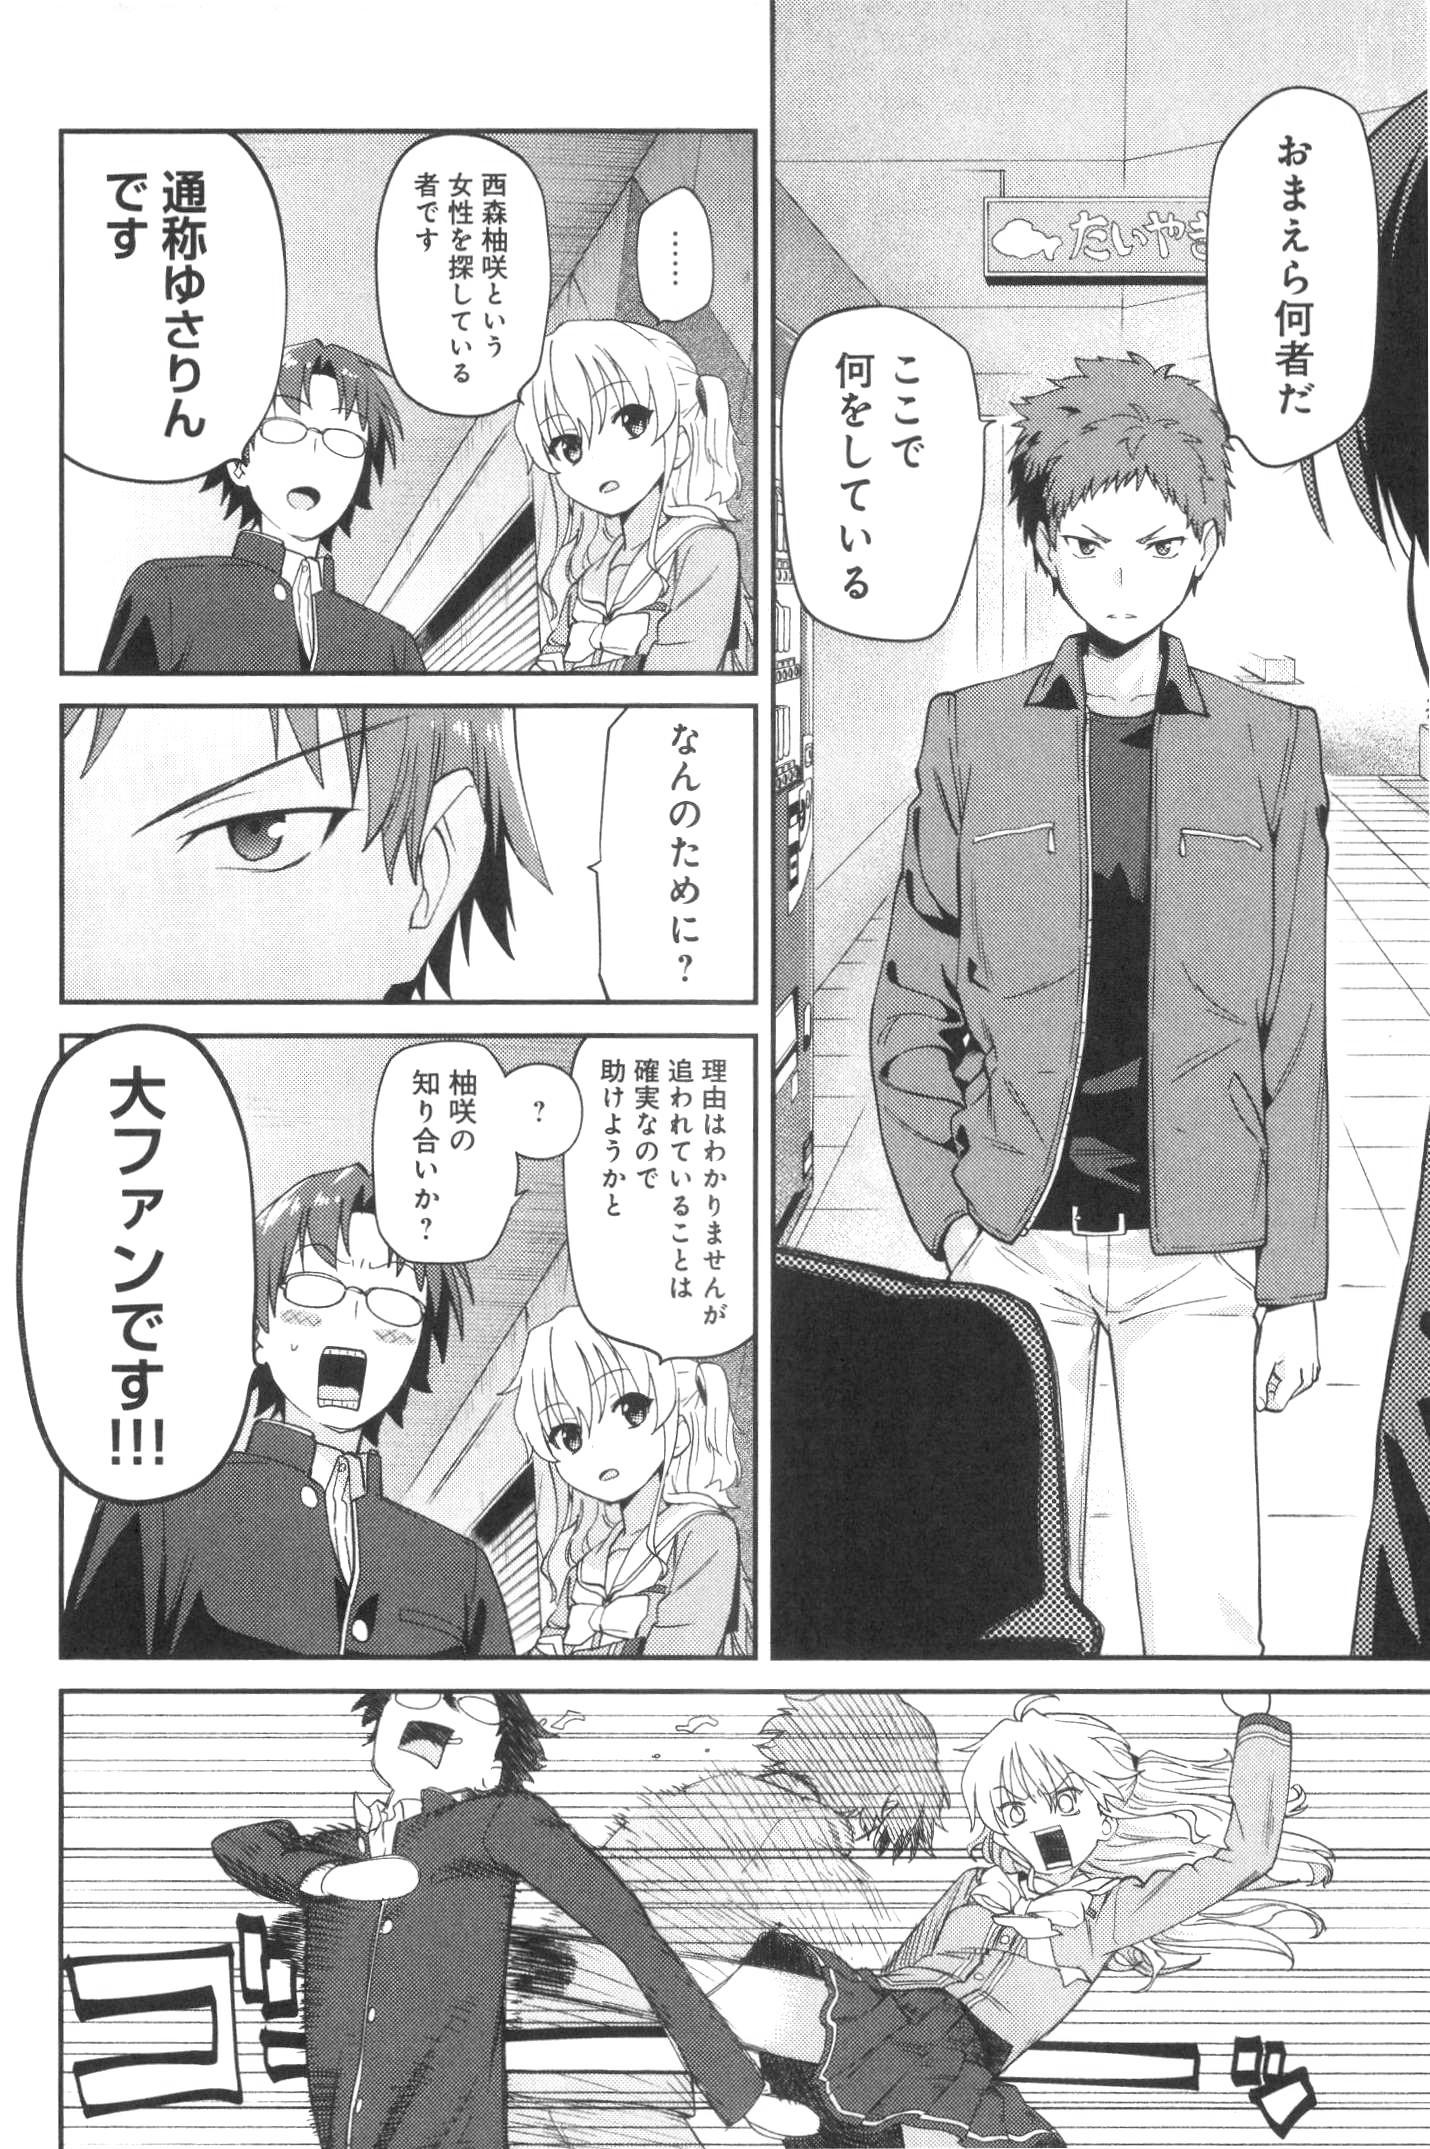 おまえら何者だ
たいやき
ここで
何をしている
……
西森柚咲という
女性を探している
者です
通称ゆさりん
です
なんのために?
理由はわかりませんが
追われていることは
確実なので
助けようかと
?
柚咲の
知り合いか?
大ファンです!!!